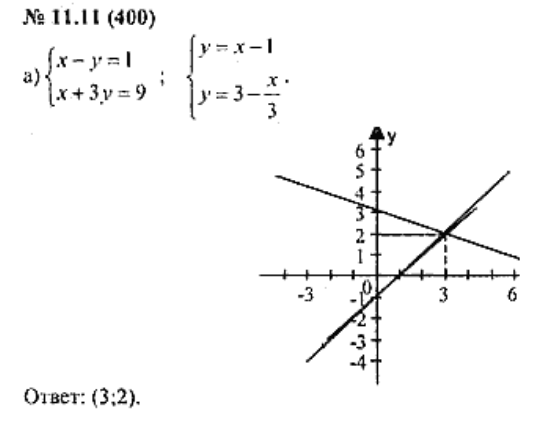 № 11.11 (400)
а) { x − y = 1 ; { y = x − 1
{ x + 3y = 9 { y = 3 − x/3 .
y
6
5
4
3
2
1
-3 0 3 6
-1
-2
-3
-4
Ответ: (3;2).